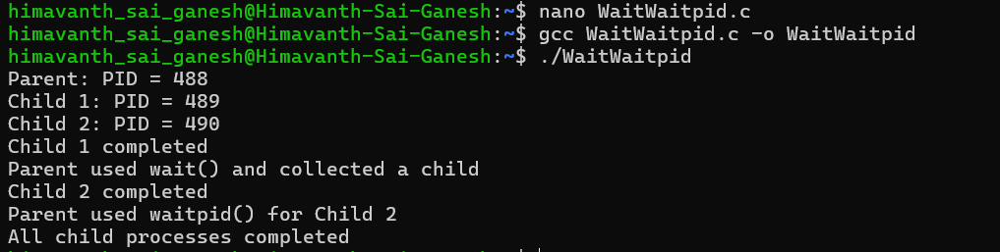 himavanth_sai_ganesh@Himavanth-Sai-Ganesh:~$ nano WaitWaitpid.c
himavanth_sai_ganesh@Himavanth-Sai-Ganesh:~$ gcc WaitWaitpid.c -o WaitWaitpid
himavanth_sai_ganesh@Himavanth-Sai-Ganesh:~$ ./WaitWaitpid
Parent: PID = 488
Child 1: PID = 489
Child 2: PID = 490
Child 1 completed
Parent used wait() and collected a child
Child 2 completed
Parent used waitpid() for Child 2
All child processes completed